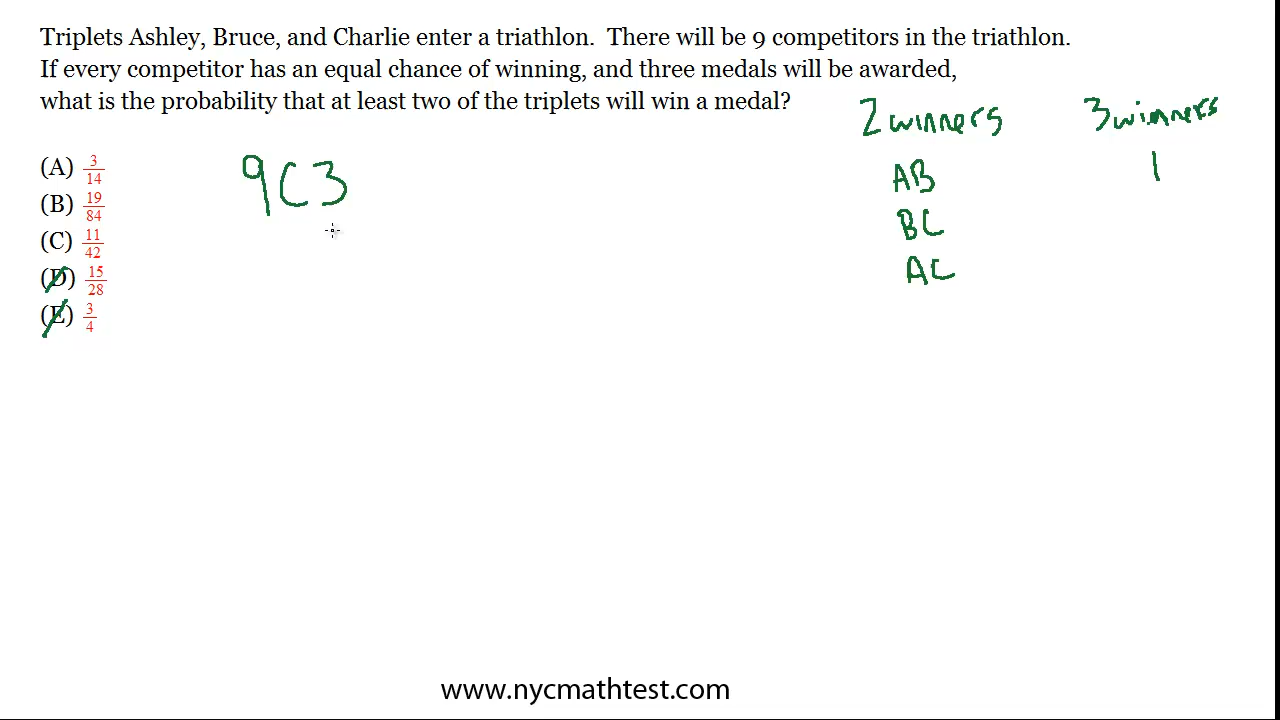 Triplets Ashley, Bruce, and Charlie enter a triathlon. There will be 9 competitors in the triathlon.
If every competitor has an equal chance of winning, and three medals will be awarded,
what is the probability that at least two of the triplets will win a medal?
2 winners
3 winners
(A) 3/14
9C3
AB
1
(B) 19/84
BC
(C) 11/42
AC
(D) 15/28
(E) 3/4
www.nycmathtest.com